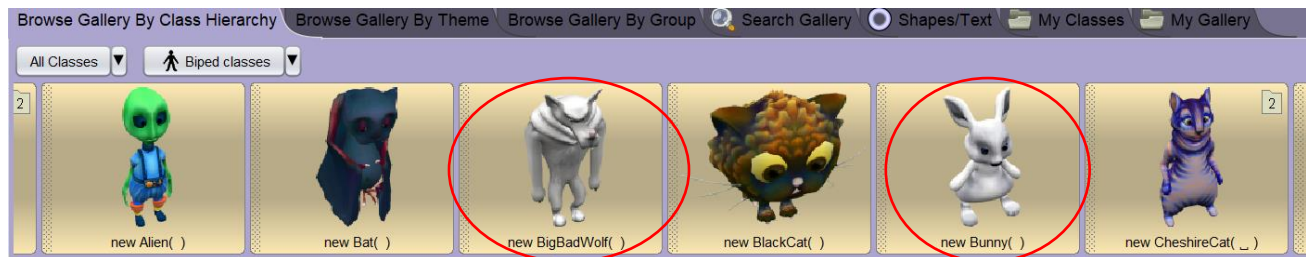 Browse Gallery By Class Hierarchy Browse Gallery By Theme Browse Gallery By Group Search Gallery Shapes/Text My Classes My Gallery
All Classes Biped classes
2 2
new Alien( ) new Bat( ) new BigBadWolf( ) new BlackCat( ) new Bunny( ) new CheshireCat( _ )